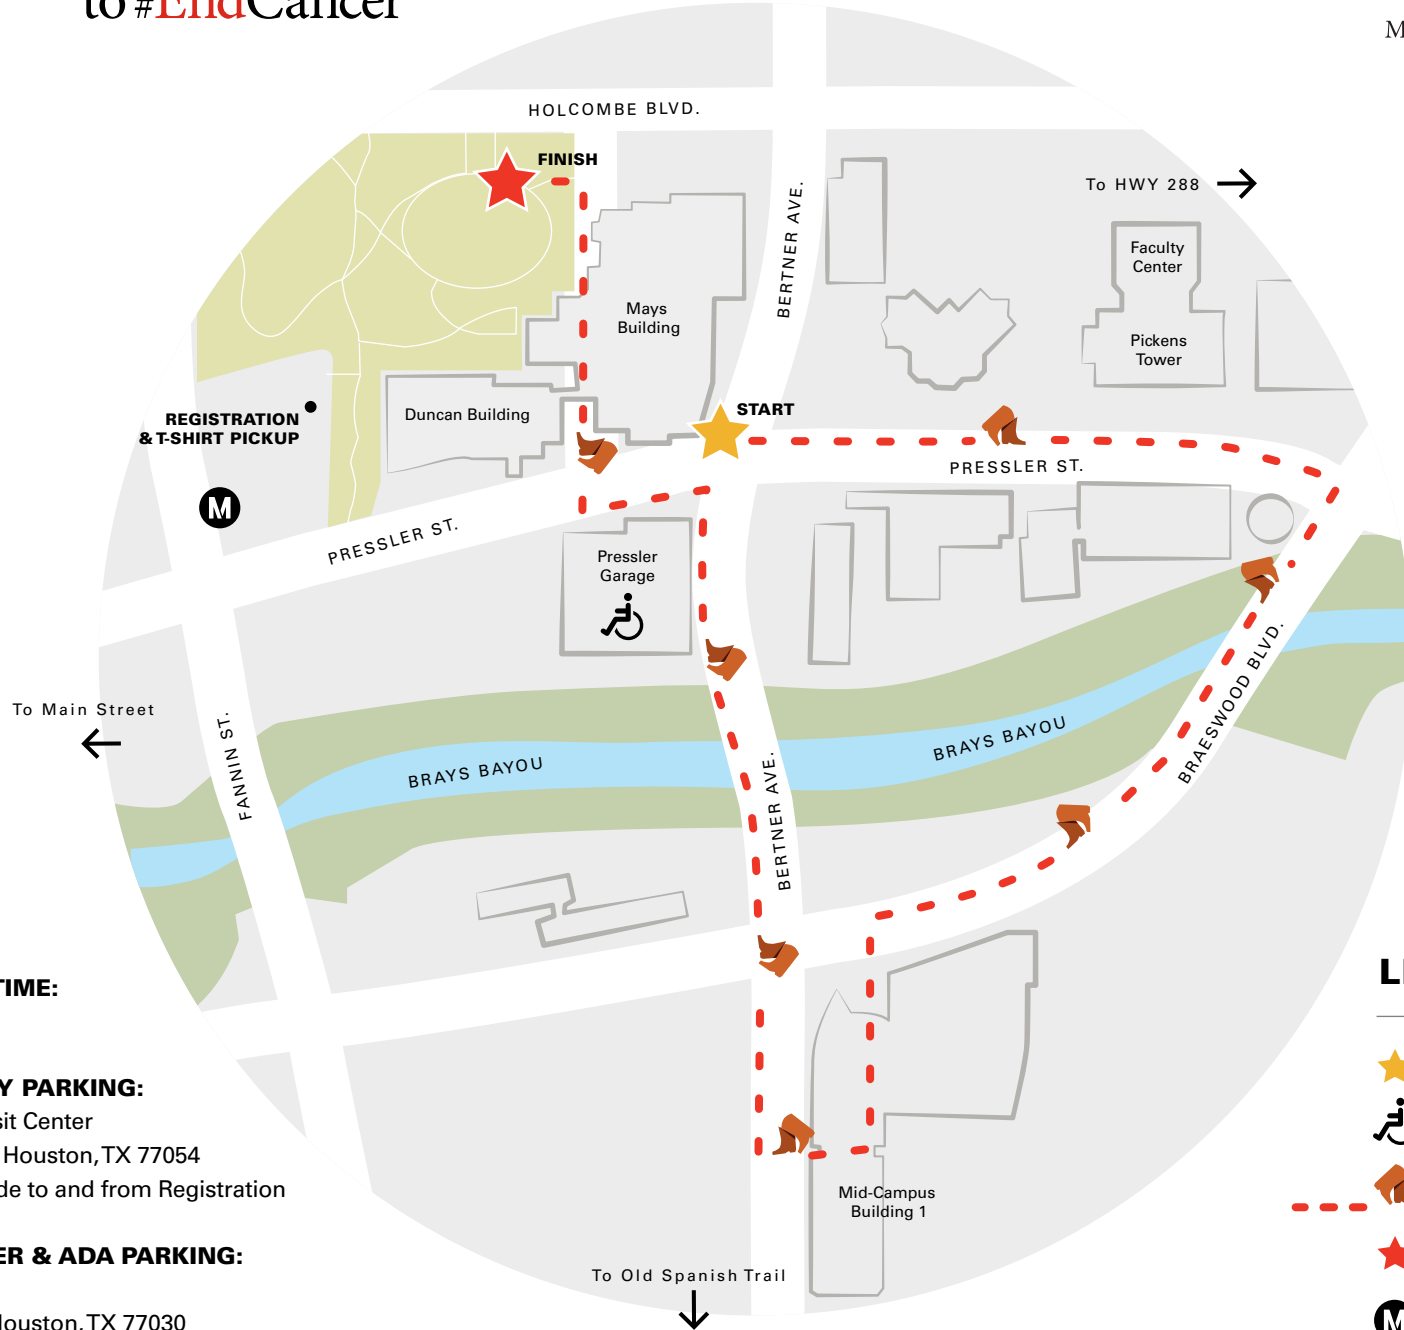 to #EndCancer
M
HOLCOMBE BLVD.
FINISH
BERTNER AVE.
To HWY 288
Faculty
Center
Mays
Building
Pickens
Tower
REGISTRATION
& T-SHIRT PICKUP
Duncan Building
START
PRESSLER ST.
M
PRESSLER ST.
Pressler
Garage
To Main Street
FANNIN ST.
BRAYS BAYOU
BERTNER AVE.
BRAYS BAYOU
BRAESWOOD BLVD.
TIME:
Y PARKING:
sit Center
Houston, TX 77054
de to and from Registration
ER & ADA PARKING:
Houston, TX 77030
Mid-Campus
Building 1
To Old Spanish Trail
M